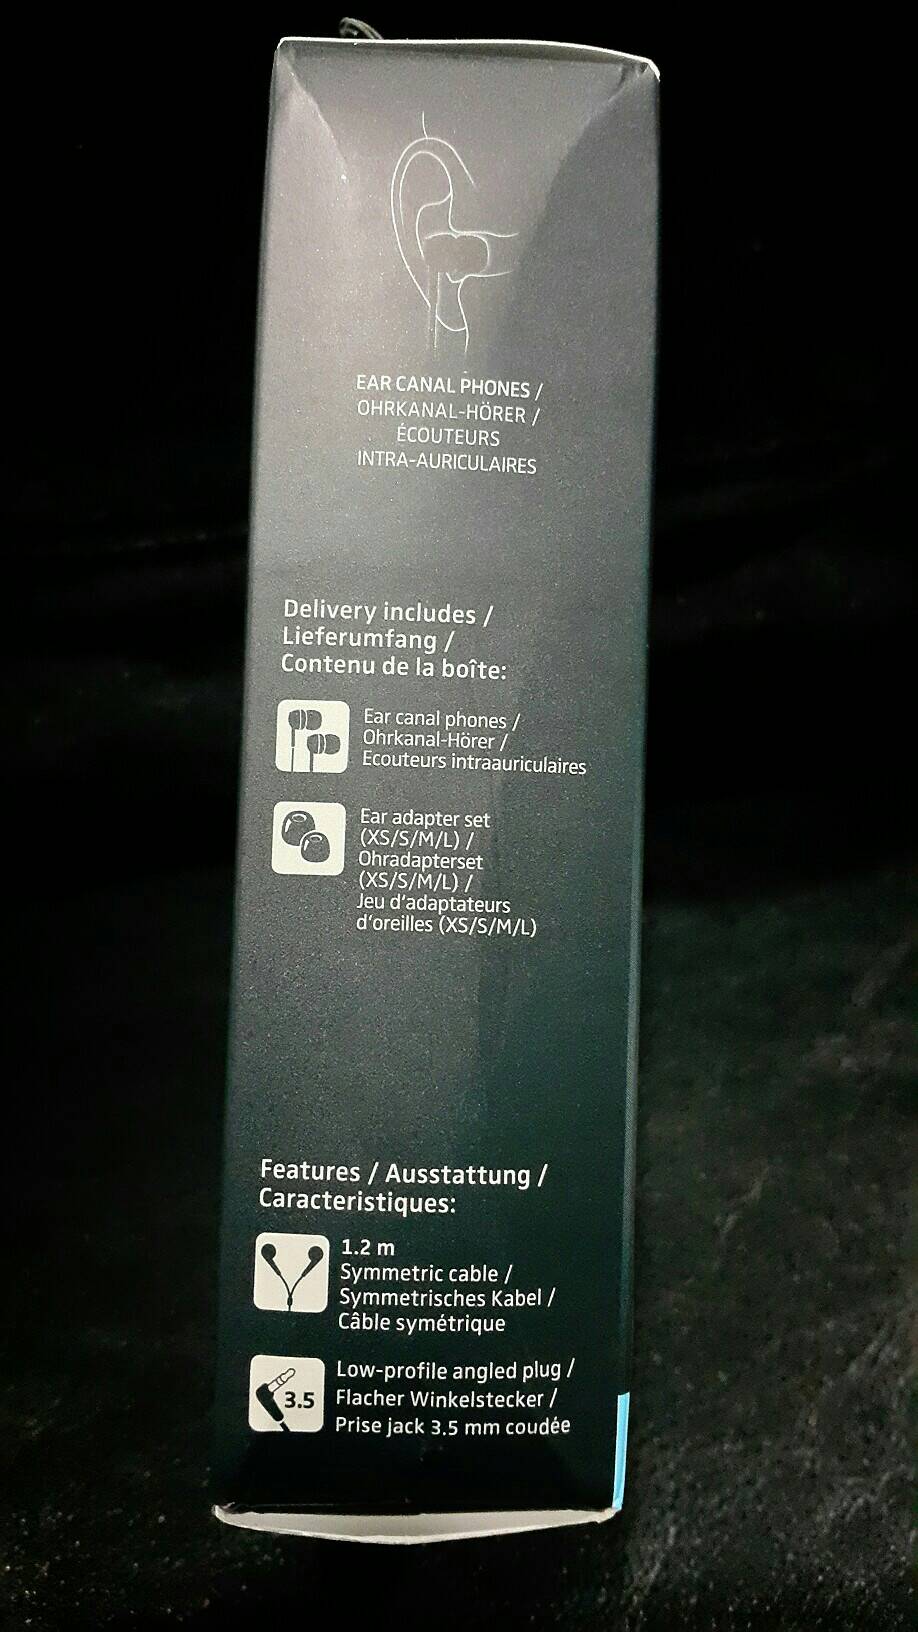 EAR CANAL PHONES /
OHRKANAL-HÖRER /
ÉCOUTEURS
INTRA-AURICULAIRES
Delivery includes /
Lieferumfang /
Contenu de la boîte:
Ear canal phones /
Ohrkanal-Hörer /
Ecouteurs intraauriculaires
Ear adapter set
(XS/S/M/L) /
Ohradapterset
(XS/S/M/L) /
Jeu d'adaptateurs
d'oreilles (XS/S/M/L)
Features / Ausstattung /
Caracteristiques:
1.2 m
Symmetric cable /
Symmetrisches Kabel /
Câble symétrique
3.5
Low-profile angled plug /
Flacher Winkelstecker /
Prise jack 3.5 mm coudée